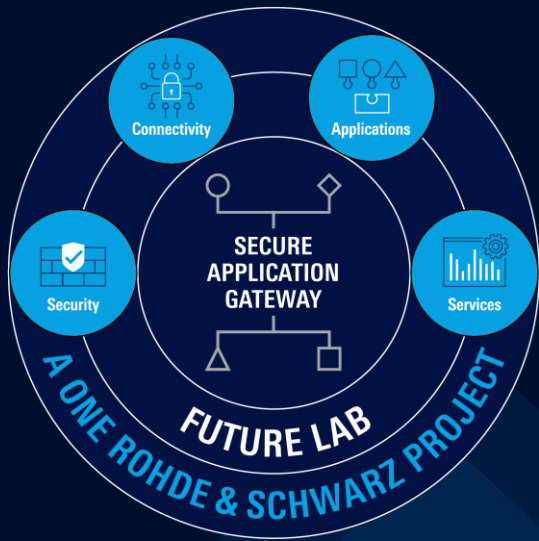 Connectivity
Applications
Security
SECURE
APPLICATION
GATEWAY
Services
FUTURE LAB
A ONE ROHDE & SCHWARZ PROJECT